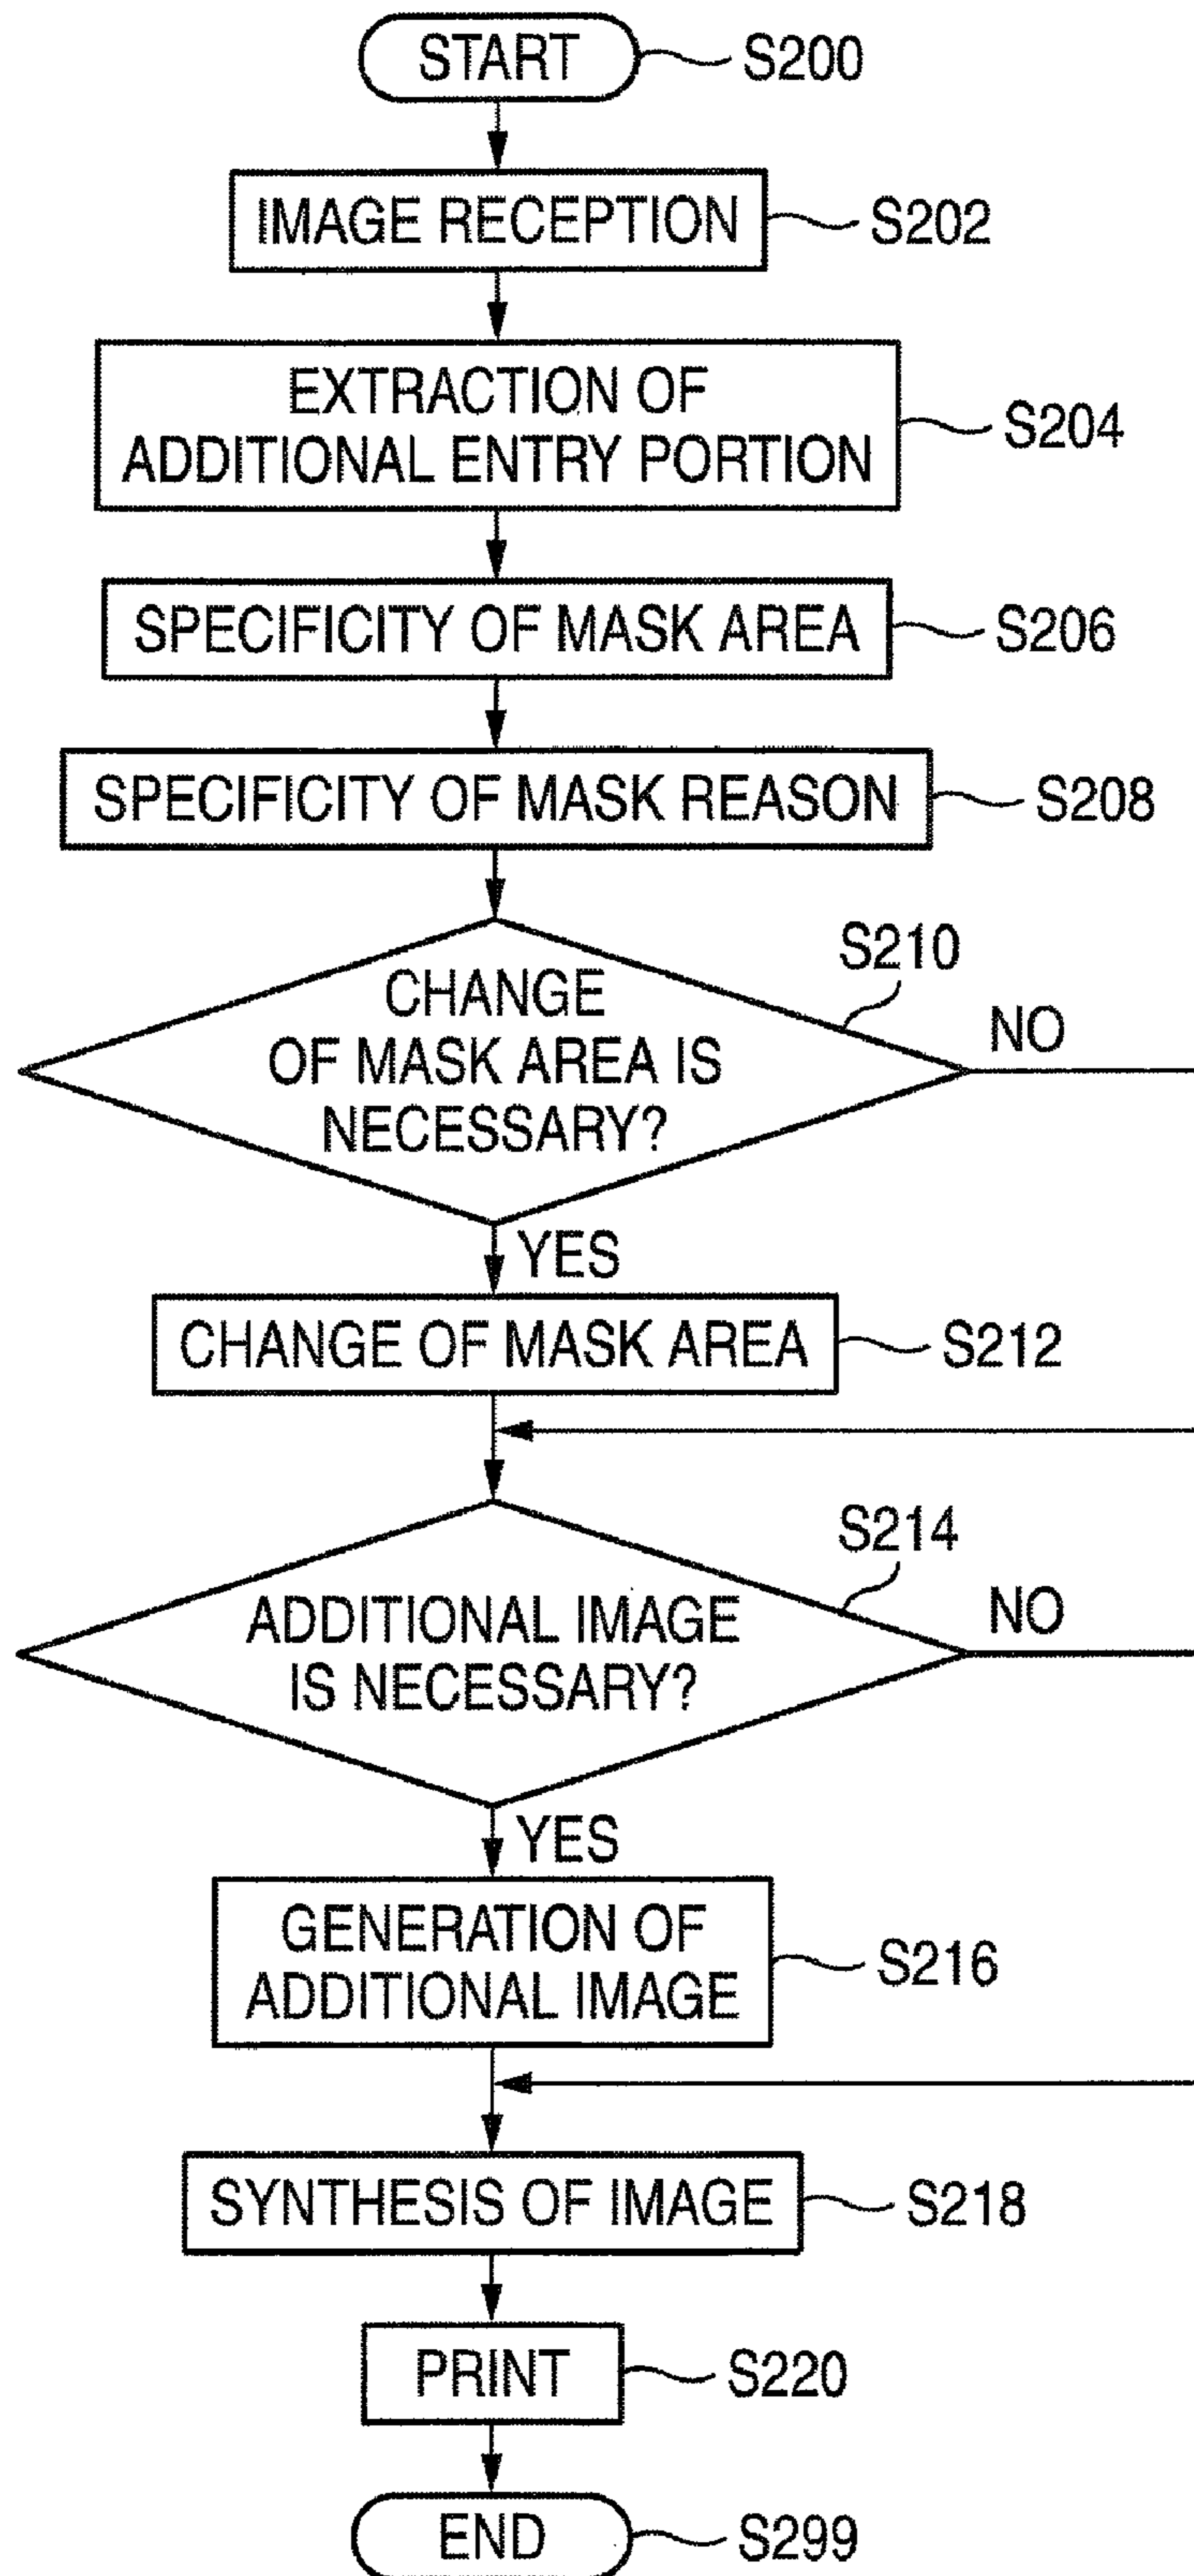 START
S200
IMAGE RECEPTION
S202
EXTRACTION OF
ADDITIONAL ENTRY PORTION
S204
SPECIFICITY OF MASK AREA
S206
SPECIFICITY OF MASK REASON
S208
S210
CHANGE
OF MASK AREA IS
NECESSARY?
NO
YES
CHANGE OF MASK AREA
S212
S214
ADDITIONAL IMAGE
IS NECESSARY?
NO
YES
GENERATION OF
ADDITIONAL IMAGE
S216
SYNTHESIS OF IMAGE
S218
PRINT
S220
END
S299